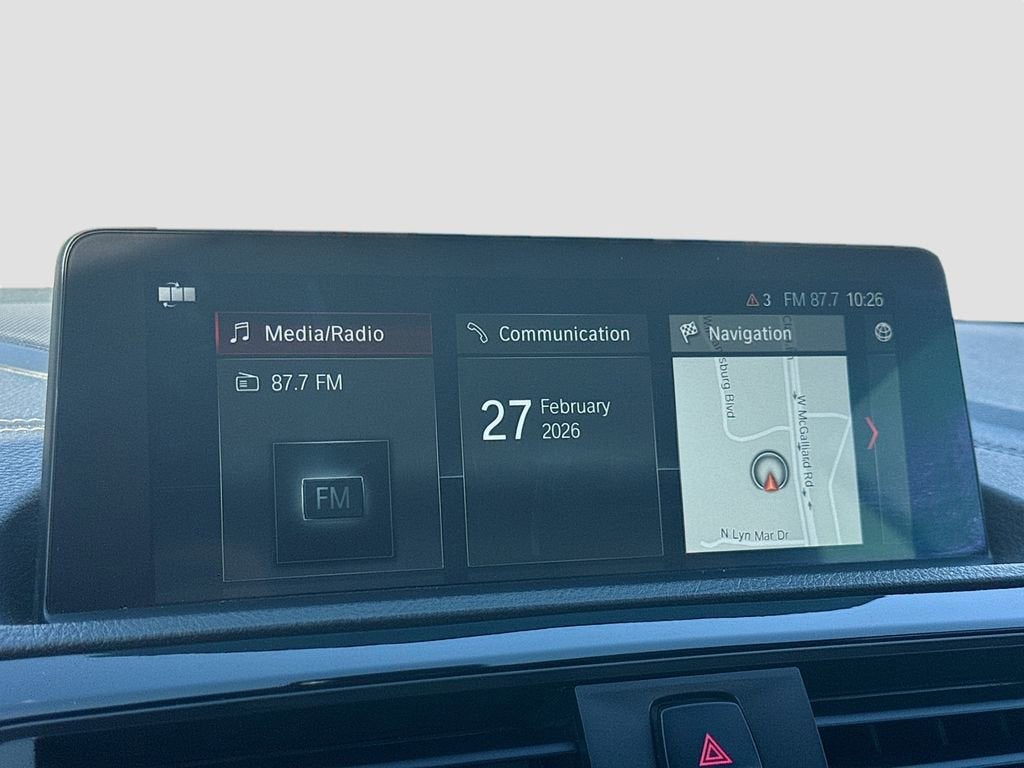 3 FM 87.7 10:26
Media/Radio
Communication
Navigation
87.7 FM
FM
27 February
2026
W McGalliard Rd
N Lyn Mar Dr